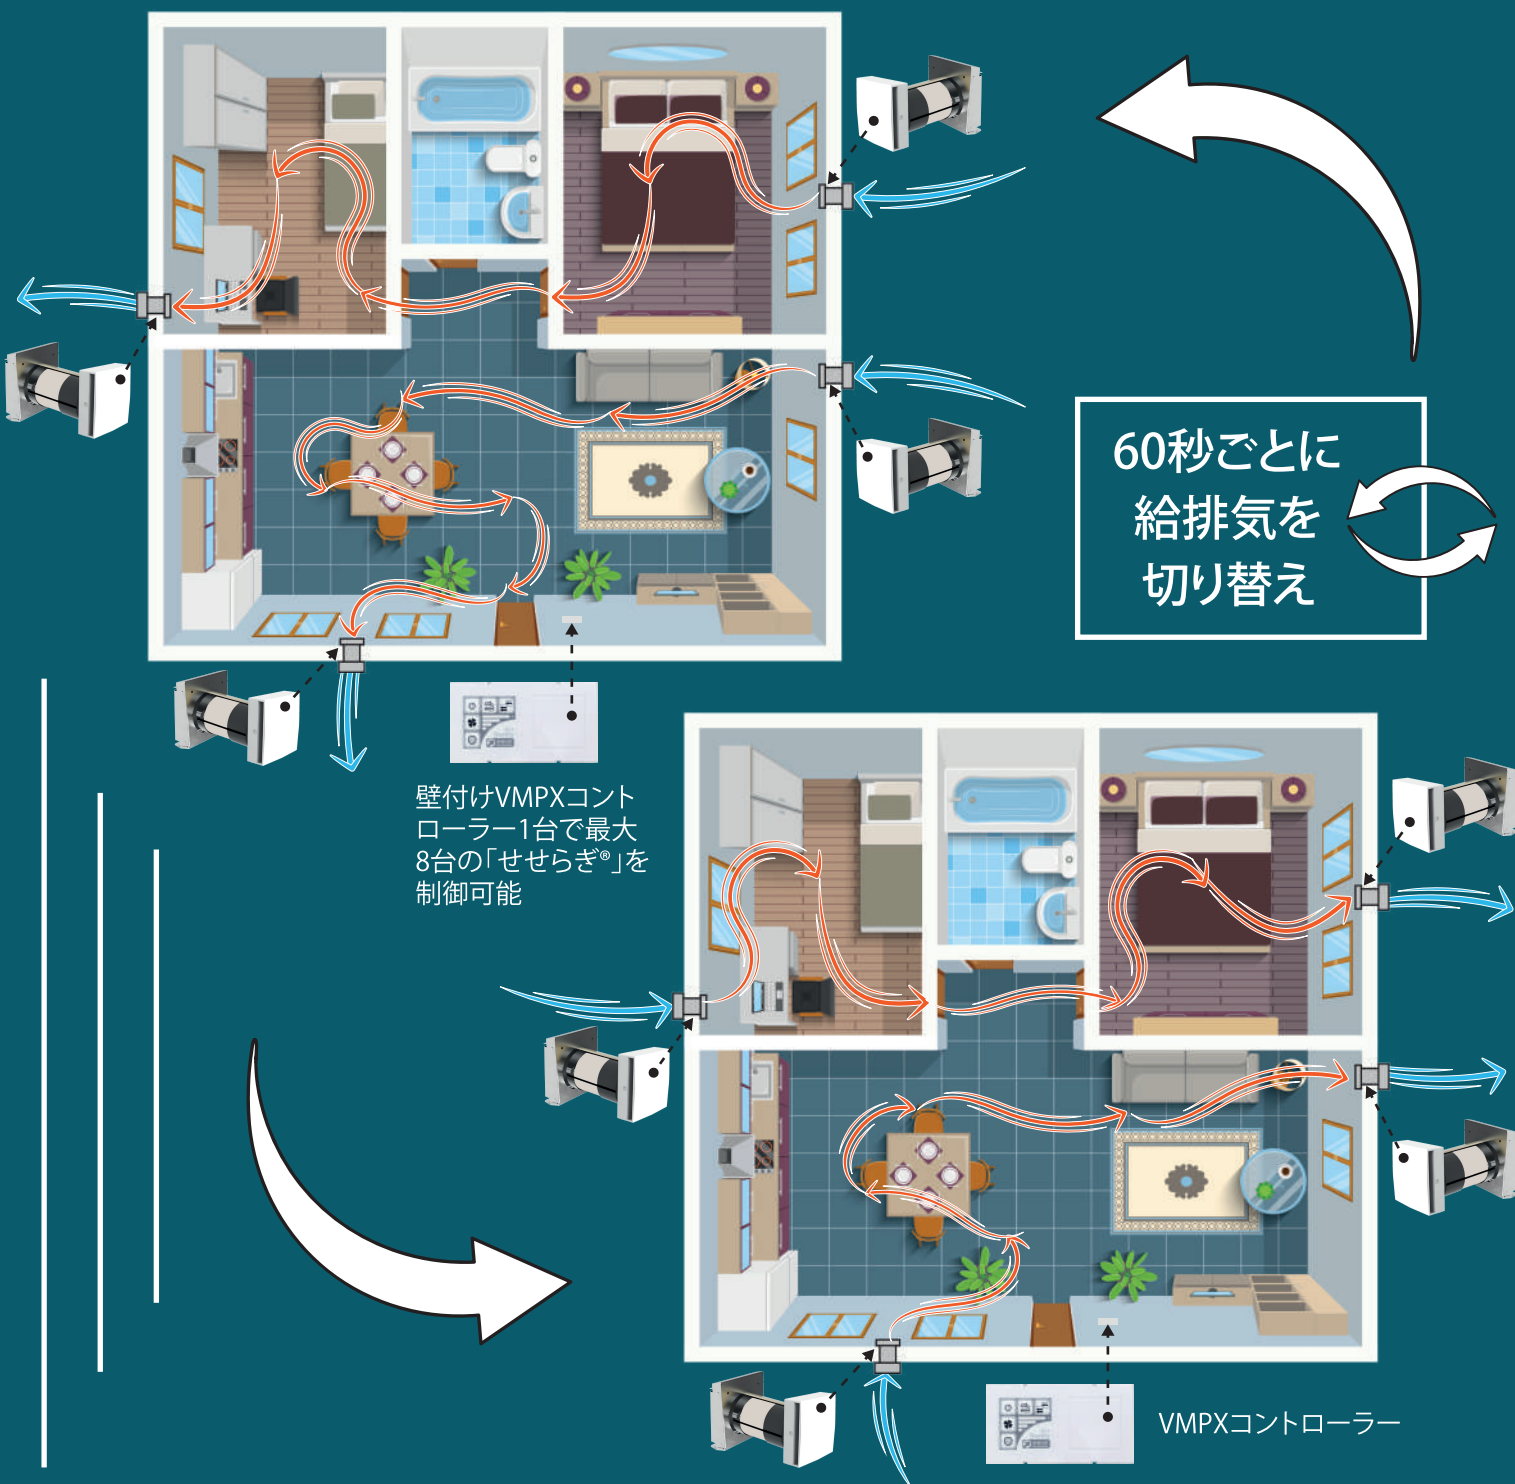 60秒ごとに
給排気を
切り替え
壁付けVMPXコント
ローラー1台で最大
8台の「せせらぎ®」を
制御可能
VMPXコントローラー